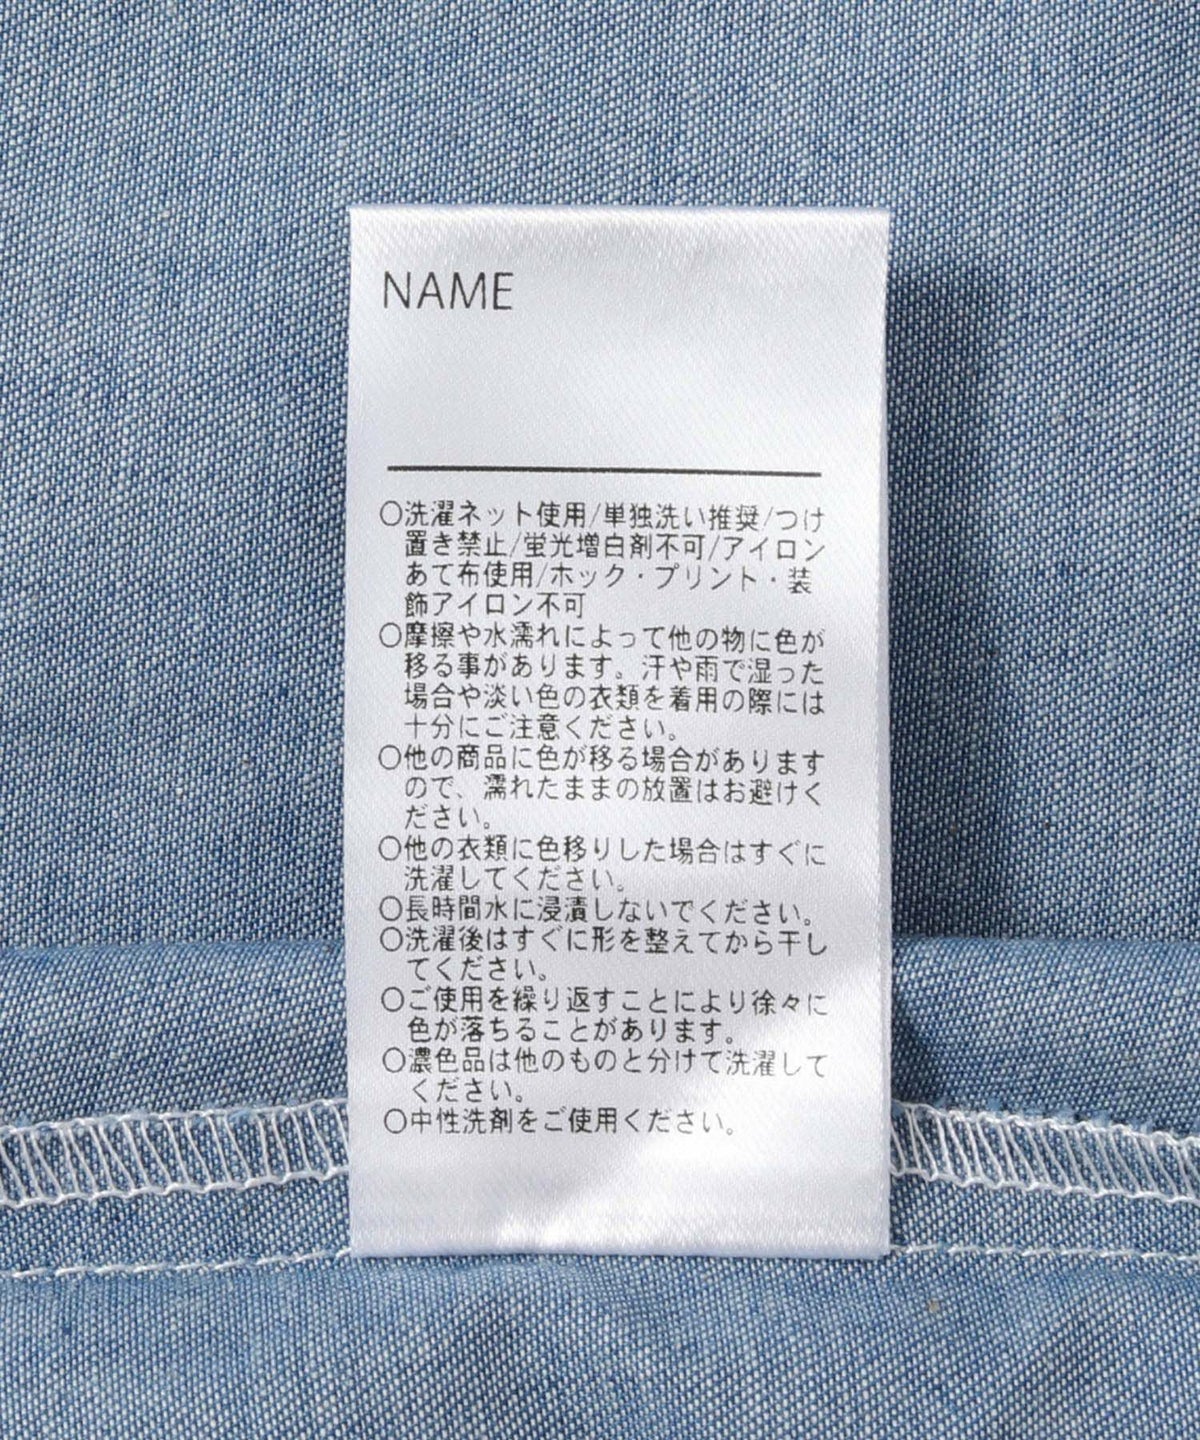 NAME
○洗濯ネット使用/単独洗い推奨/つけ
置き禁止/蛍光増白剤不可/アイロン
あて布使用/ホック・プリント・装
飾アイロン不可
○摩擦や水濡れによって他の物に色が
移る事があります。汗や雨で湿った
場合や淡い色の衣類を着用の際には
十分にご注意ください。
○他の商品に色が移る場合があります
ので、濡れたままの放置はお避けく
ださい。
○他の衣類に色移りした場合はすぐに
洗濯してください。
○長時間水に浸漬しないでください。
○洗濯後はすぐに形を整えてから干し
てください。
○ご使用を繰り返すことにより徐々に
色が落ちることがあります。
○濃色品は他のものと分けて洗濯して
ください。
○中性洗剤をご使用ください。